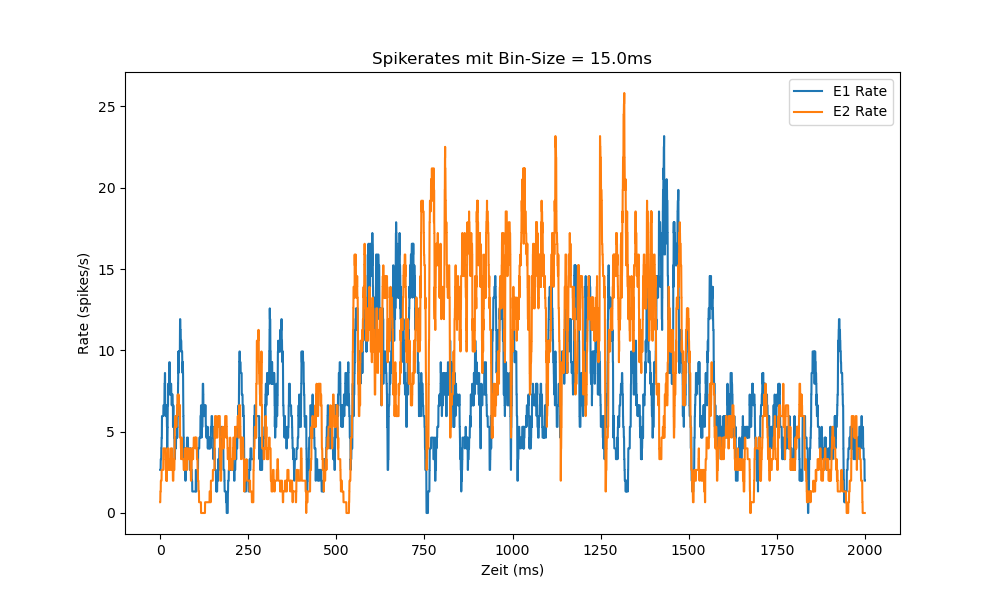 Spikerates mit Bin-Size = 15.0ms
E1 Rate
E2 Rate
Rate (spikes/s)
25
20
15
10
5
0
0 250 500 750 1000 1250 1500 1750 2000
Zeit (ms)